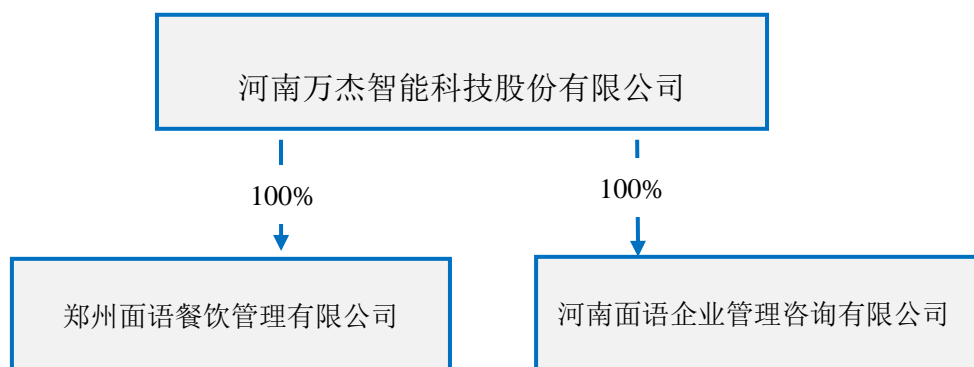 河南万杰智能科技股份有限公司
100%
100%
郑州面语餐饮管理有限公司
河南面语企业管理咨询有限公司